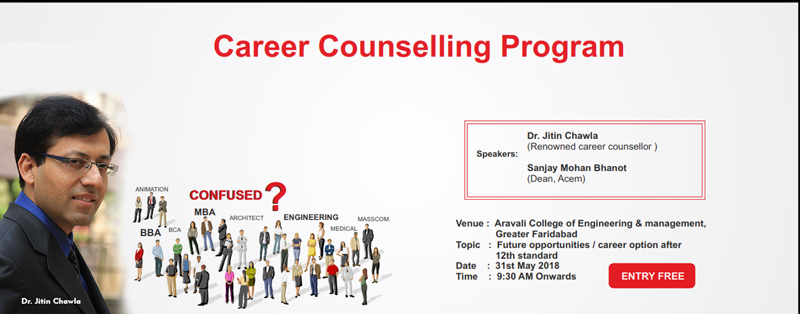 Career Counselling Program
Speakers:
Dr. Jitin Chawla
(Renowned career counsellor )
Sanjay Mohan Bhanot
(Dean, Acem)
ANIMATION
CONFUSED ?
MBA
ARCHITECT
ENGINEERING
MASSCOM.
BBA
BCA
MEDICAL
Venue : Aravali College of Engineering & management,
Greater Faridabad
Topic : Future opportunities / career option after
12th standard
Date : 31st May 2018
Time : 9:30 AM Onwards
ENTRY FREE
Dr. Jitin Chawla